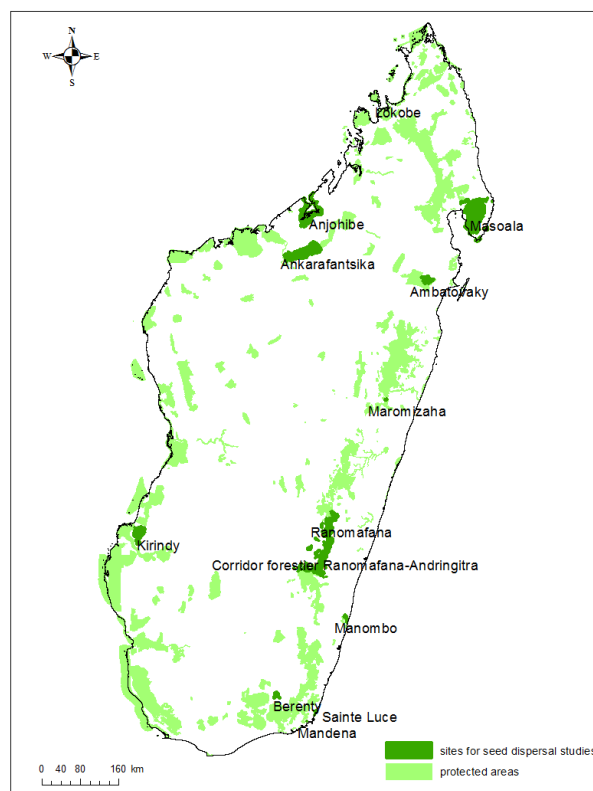 N
W E
S
Lokobe
Anjohibe
Masoala
Ankarafantsika
Ambatovaky
Maromizaha
Ranomafana
Kirindy
Corridor forestier Ranomafana-Andringitra
Manombo
Berenty
Sainte Luce
Mandena
sites for seed dispersal studies
protected areas
0 40 80 160 km